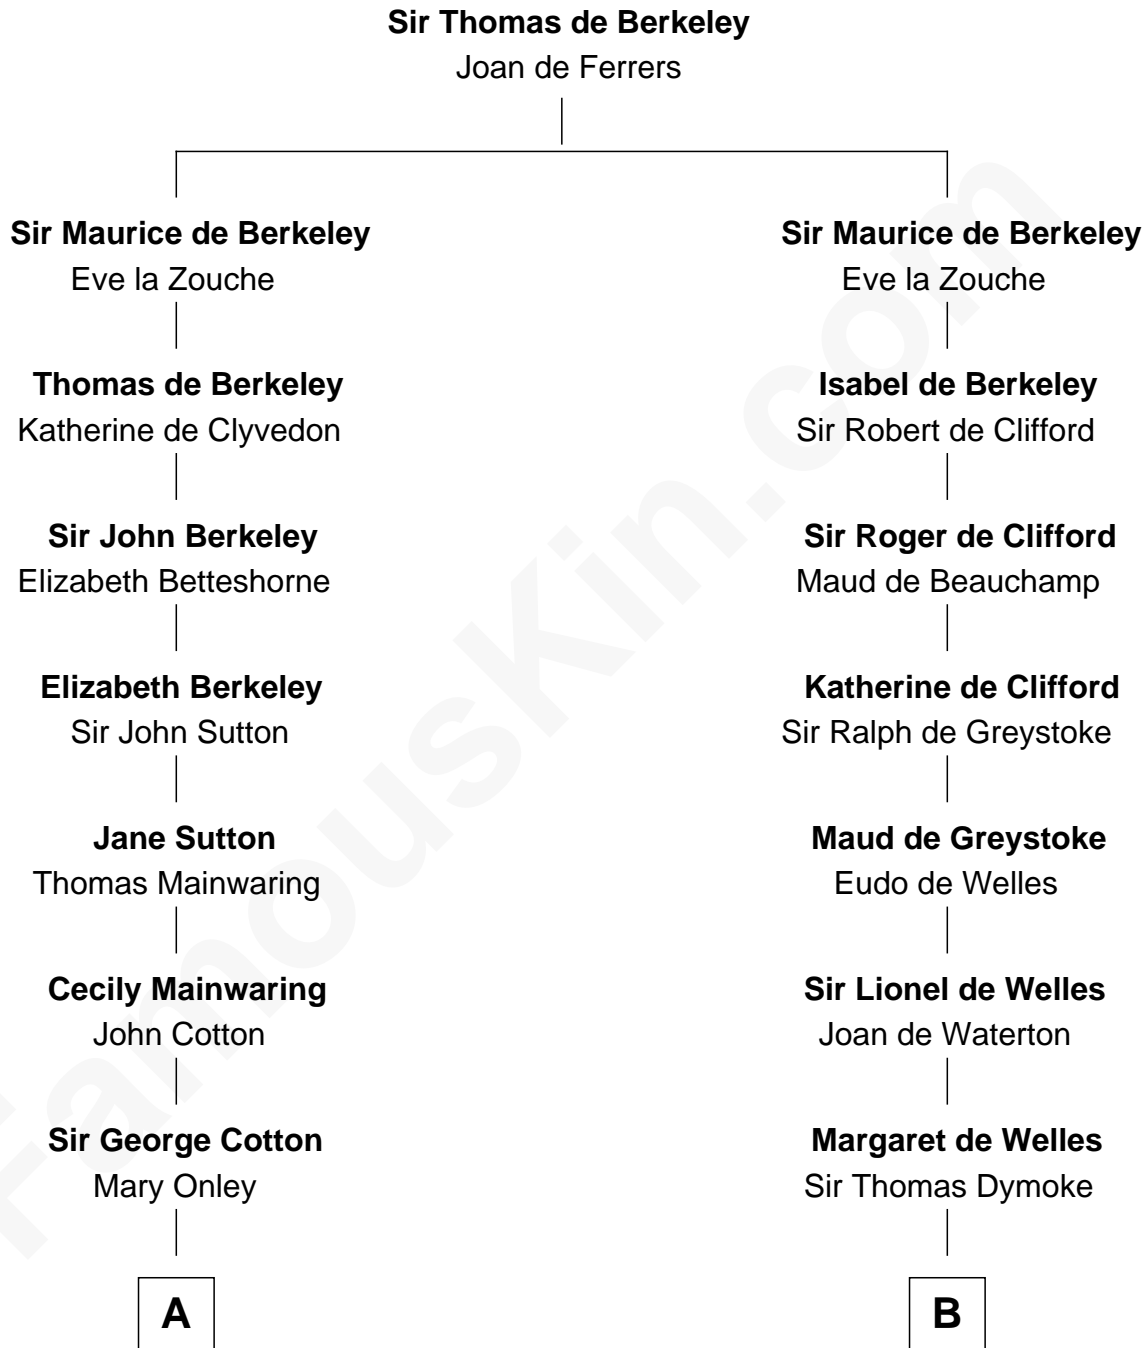 Sir Thomas de Berkeley
Joan de Ferrers
Sir Maurice de Berkeley
Eve la Zouche
Sir Maurice de Berkeley
Eve la Zouche
Thomas de Berkeley
Katherine de Clyvedon
Isabel de Berkeley
Sir Robert de Clifford
Sir John Berkeley
Elizabeth Betteshorne
Sir Roger de Clifford
Maud de Beauchamp
Elizabeth Berkeley
Sir John Sutton
Katherine de Clifford
Sir Ralph de Greystoke
Jane Sutton
Thomas Mainwaring
Maud de Greystoke
Eudo de Welles
Cecily Mainwaring
John Cotton
Sir Lionel de Welles
Joan de Waterton
Sir George Cotton
Mary Onley
Margaret de Welles
Sir Thomas Dymoke
A
B
FamousKin.com